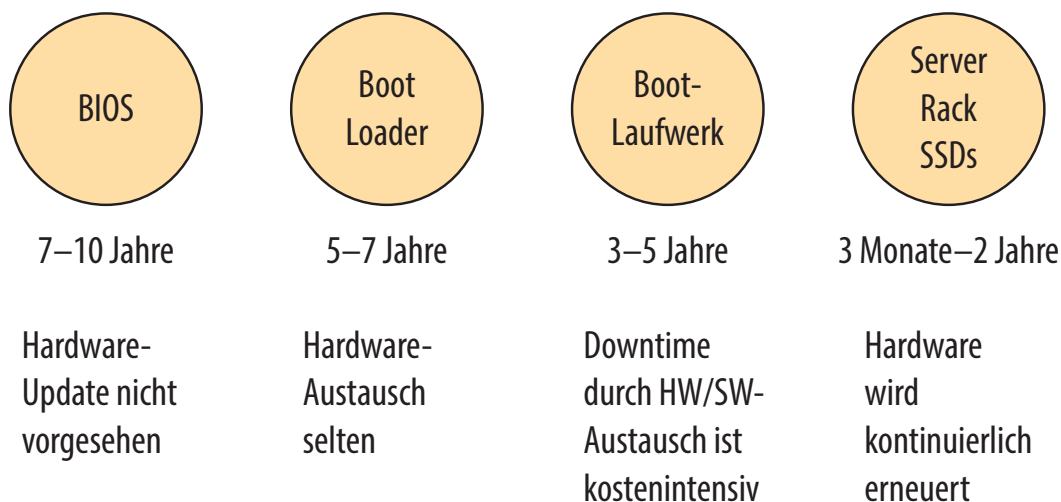 BIOS
Boot
Loader
Boot-
Laufwerk
Server
Rack
SSDs
7–10 Jahre
5–7 Jahre
3–5 Jahre
3 Monate–2 Jahre
Hardware-
Update nicht
vorgesehen
Hardware-
Austausch
selten
Downtime
durch HW/SW-
Austausch ist
kostenintensiv
Hardware
wird
kontinuierlich
erneuert